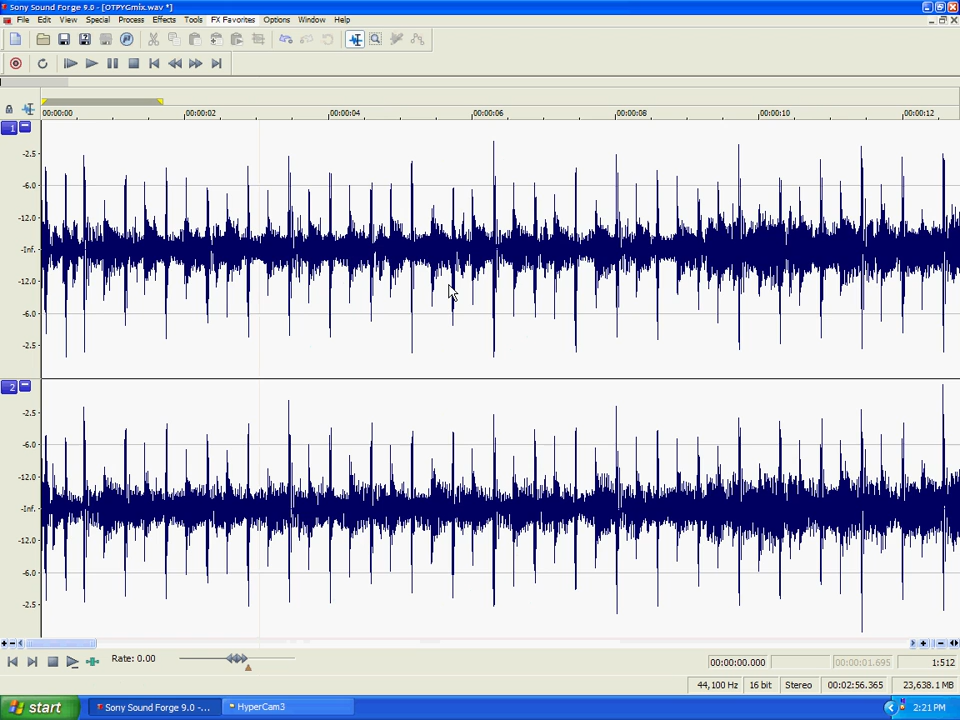 Sony Sound Forge 9.0 - [OTPYGmix.wav *]
File Edit View Special Process Effects Tools FX Favorites Options Window Help
00:00:00 00:00:02 00:00:04 00:00:06 00:00:08 00:00:10 00:00:12
1
-2.5
-6.0
-12.0
-Inf.
-12.0
-6.0
-2.5
2
-2.5
-6.0
-12.0
-Inf.
-12.0
-6.0
-2.5
Rate: 0.00
00:00:00.000 00:00:01.695 1:512
44,100 Hz 16 bit Stereo 00:02:56.365 23,638.1 MB
start Sony Sound Forge 9.0 -... HyperCam3 2:21 PM